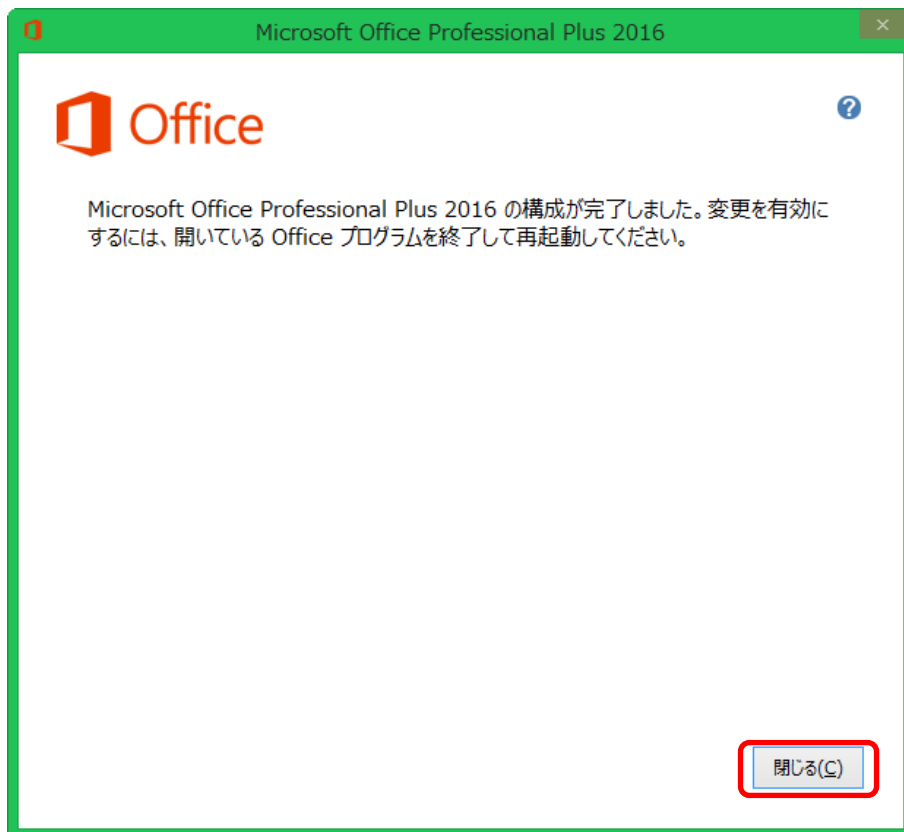 Microsoft Office Professional Plus 2016
Office
Microsoft Office Professional Plus 2016 の構成が完了しました。変更を有効に
するには、開いている Office プログラムを終了して再起動してください。
閉じる(C)